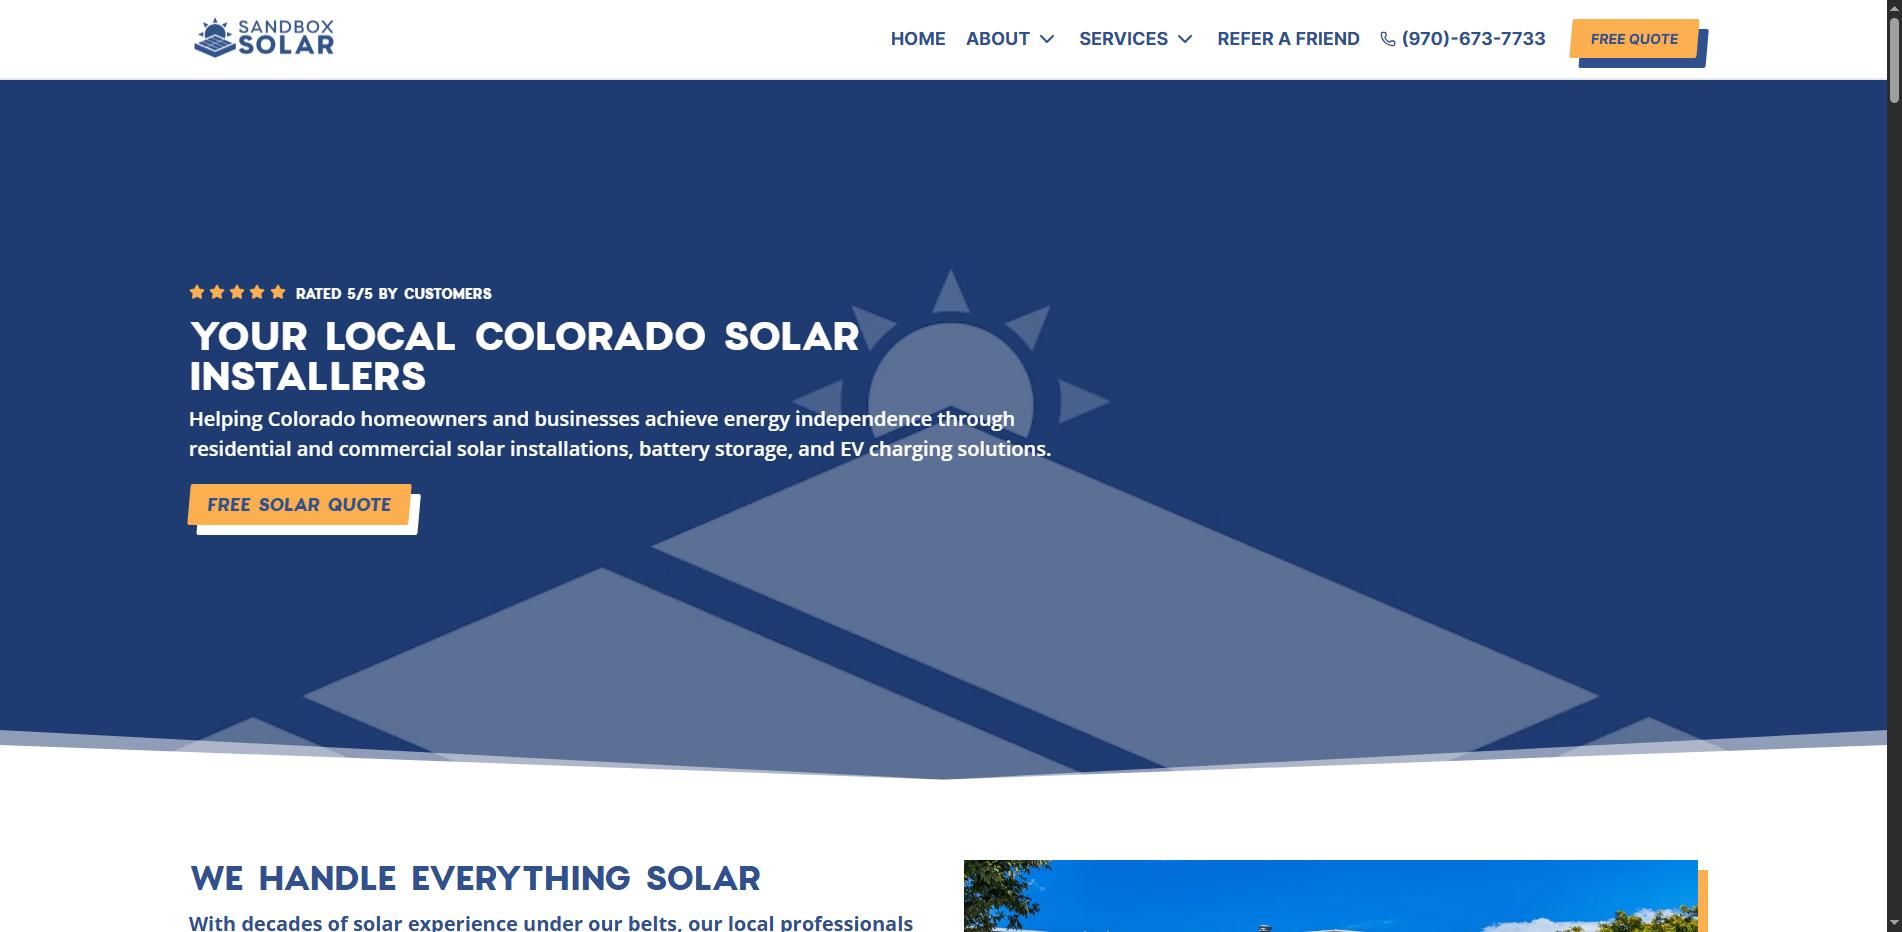 SANDBOX
SOLAR
HOME ABOUT SERVICES REFER A FRIEND (970)-673-7733 FREE QUOTE
RATED 5/5 BY CUSTOMERS
YOUR LOCAL COLORADO SOLAR
INSTALLERS
Helping Colorado homeowners and businesses achieve energy independence through
residential and commercial solar installations, battery storage, and EV charging solutions.
FREE SOLAR QUOTE
WE HANDLE EVERYTHING SOLAR
With decades of solar experience under our belts, our local professionals